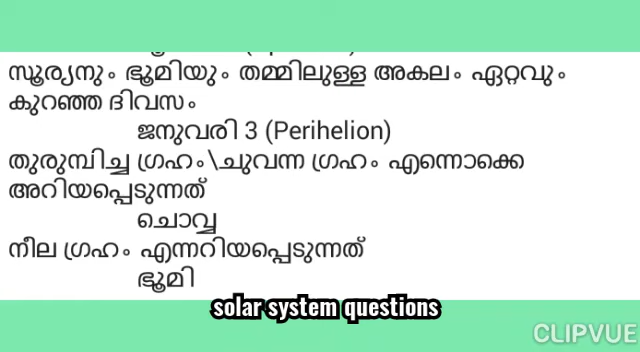 സൂര്യനും ഭൂമിയും തമ്മിലുള്ള അകലം ഏറ്റവും
കുറഞ്ഞ ദിവസം
ജനുവരി 3 (Perihelion)
തുരുമ്പിച്ച ഗ്രഹം\ചുവന്ന ഗ്രഹം എന്നൊക്കെ
അറിയപ്പെടുന്നത്
ചൊവ്വ
നീല ഗ്രഹം എന്നറിയപ്പെടുന്നത്
ഭൂമി
solar system questions
CLIPVUE